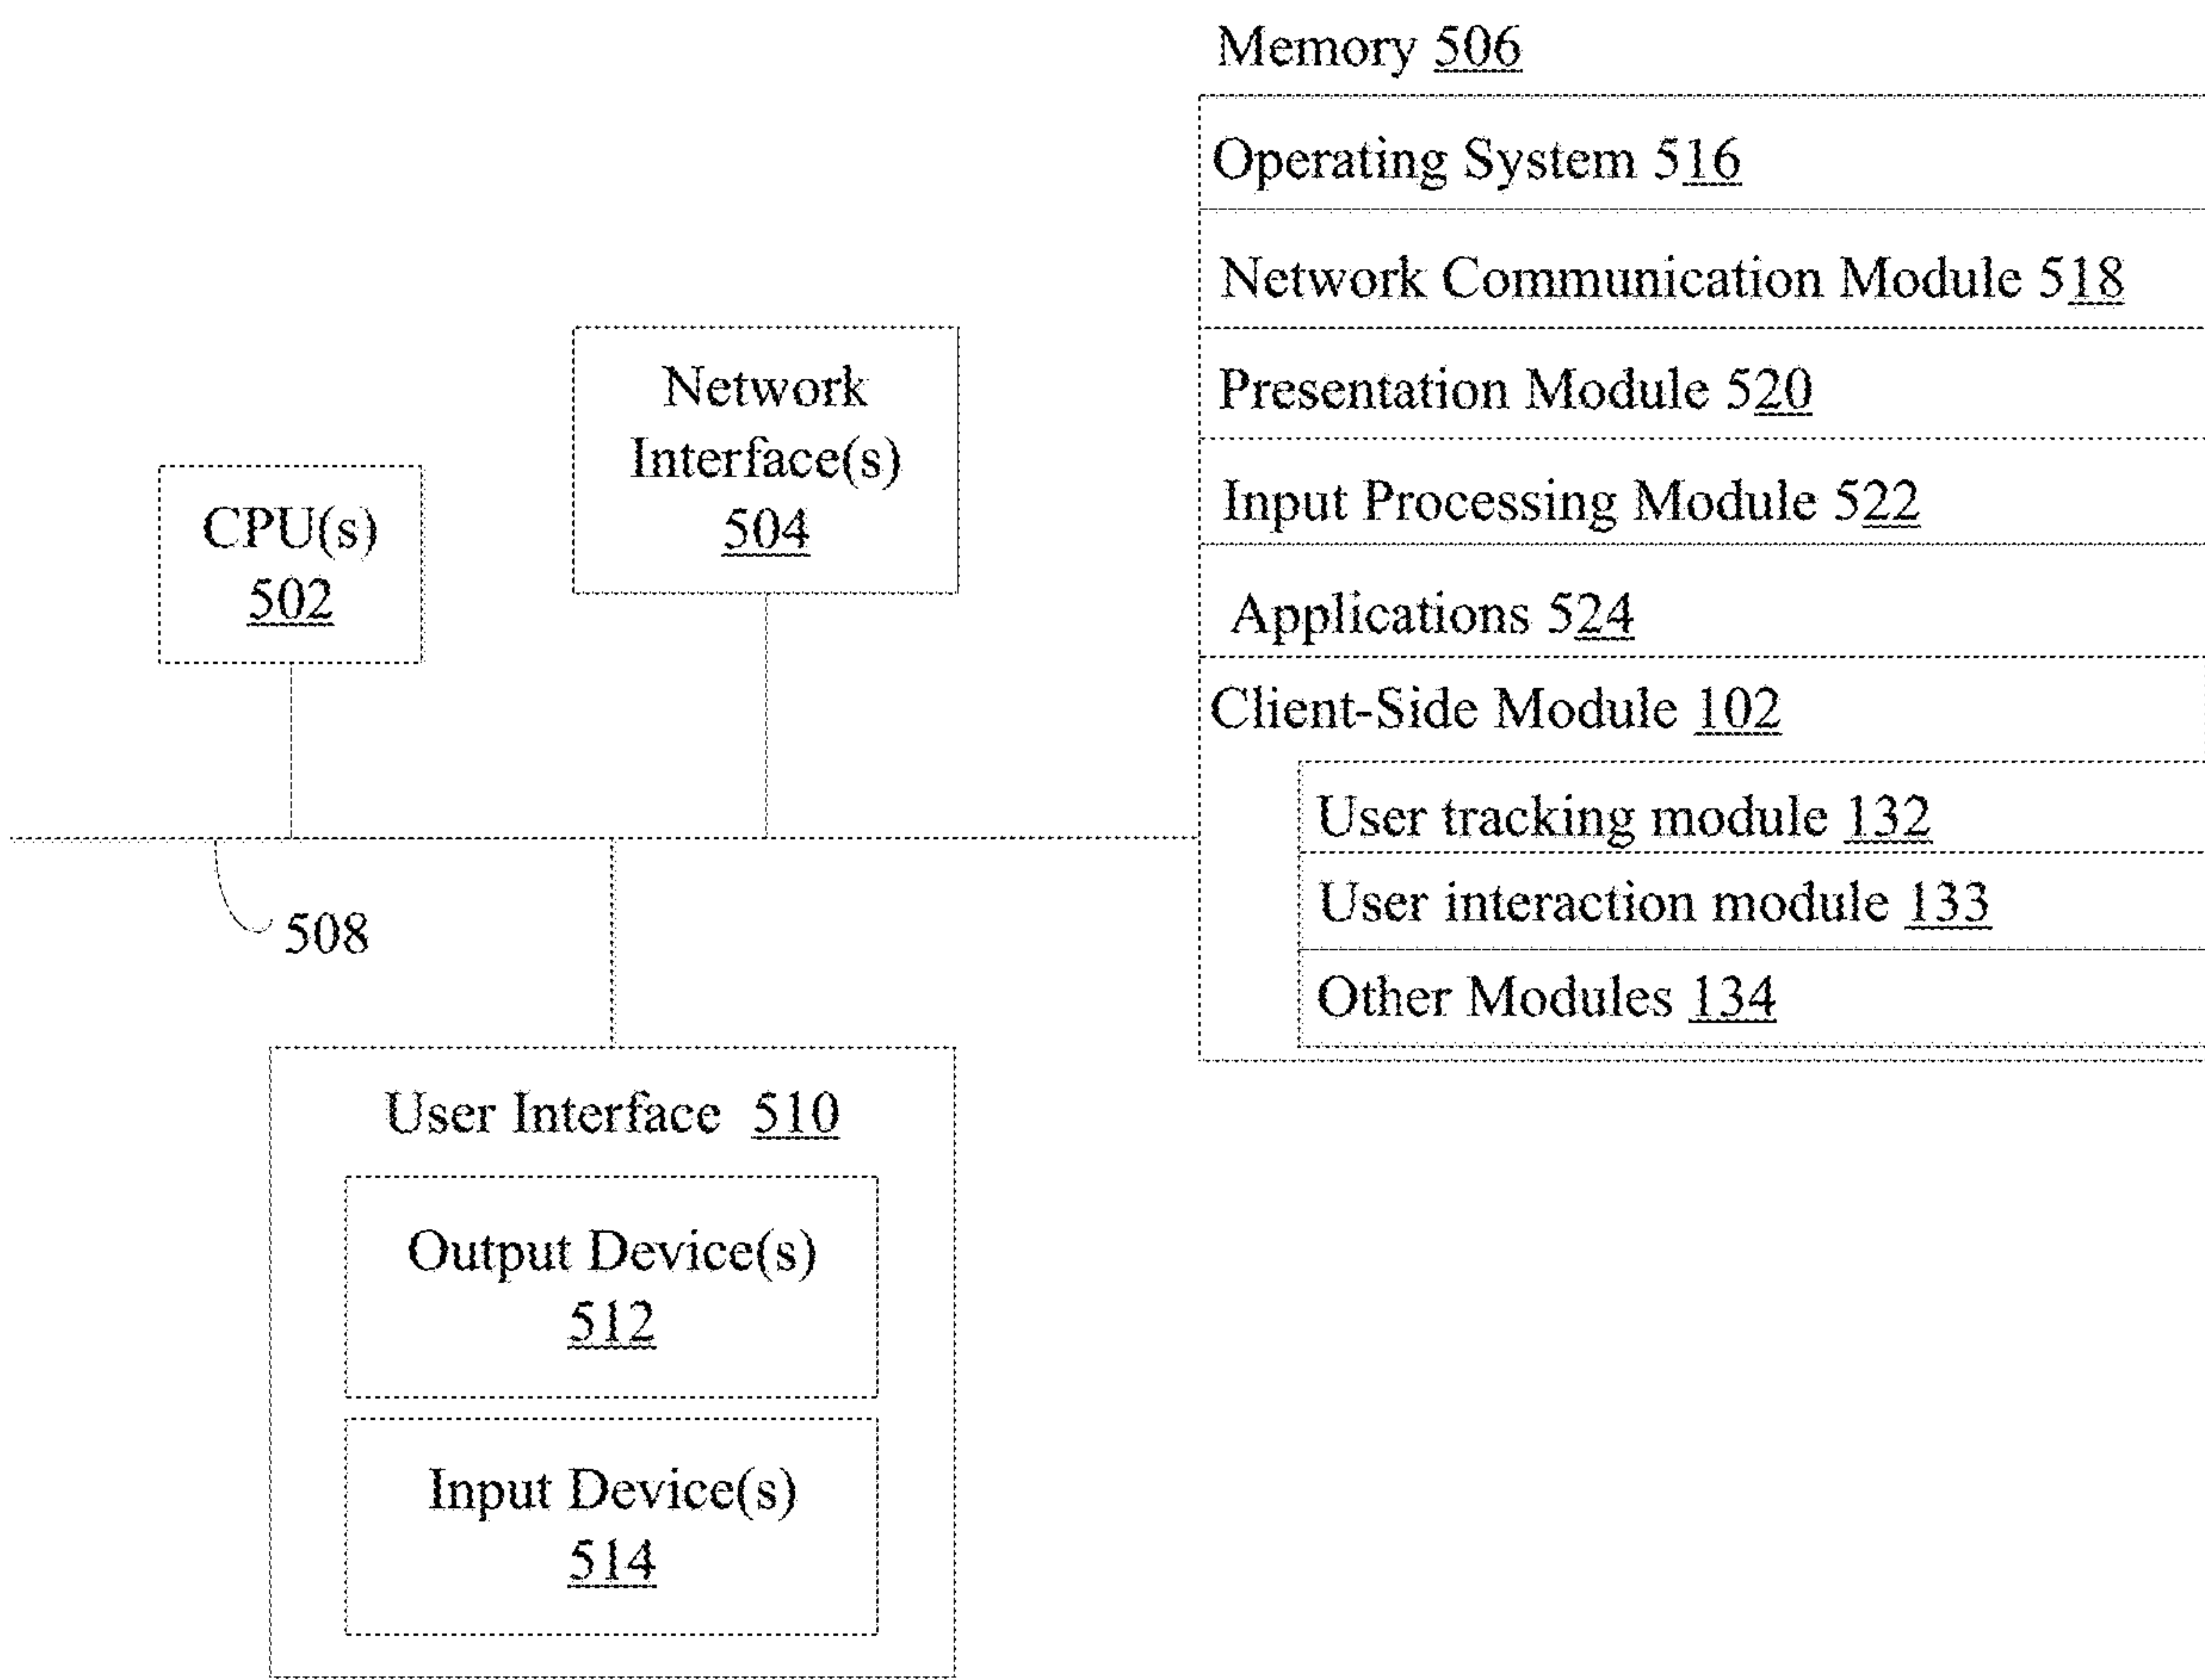 Memory 506
Operating System 516
Network Communication Module 518
Presentation Module 520
Input Processing Module 522
Applications 524
Client-Side Module 102
User tracking module 132
User interaction module 133
Other Modules 134
Network
Interface(s)
504
CPU(s)
502
508
User Interface 510
Output Device(s)
512
Input Device(s)
514